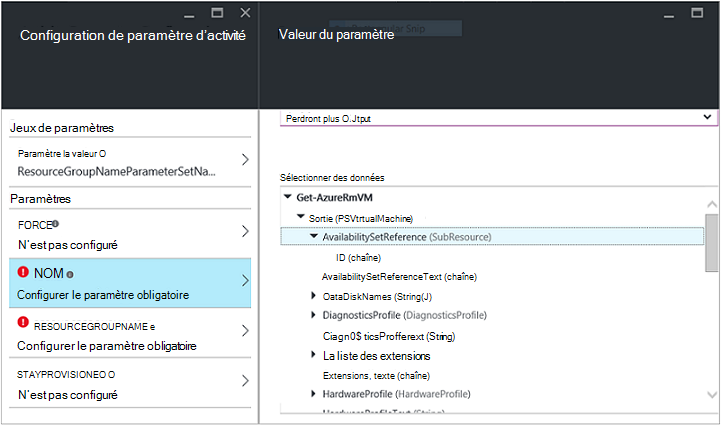 Configuration de paramètre d'activité
Valeur du paramètre
Jeux de paramètres
Paramètre la valeur O
ResourceGroupNameParameterSetNa...
Paramètres
FORCE
N'est pas configuré
NOM
Configurer le paramètre obligatoire
RESOURCEGROUPNAME e
Configurer le paramètre obligatoire
STAYPROVISIONEO O
N'est pas configuré
Perdront plus O.Jtput
Sélectionner des données
Get-AzureRmVM
Sortie (PSVtrtualMachine)
AvailabilitySetReference (SubResource)
ID (chaîne)
AvailabilitySetReferenceText (chaîne)
OataDiskNames (String(J)
DiagnosticsProfile (DiagnosticsProfile)
Ciagn0$ ticsProfferext (String)
La liste des extensions
Extensions, texte (chaîne)
HardwareProfile (HardwareProfile)
HardwareProfileText (String)